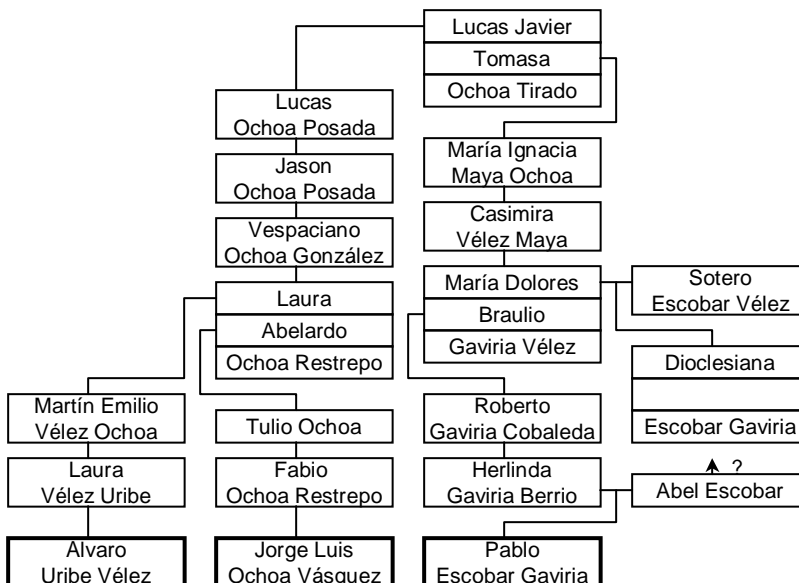 Lucas Javier
Tomasa
Ochoa Tirado
Lucas
Ochoa Posada
Jason
Ochoa Posada
Vespaciano
Ochoa González
Laura
Abelardo
Ochoa Restrepo
María Ignacia
Maya Ochoa
Casimira
Vélez Maya
María Dolores
Braulio
Gaviria Vélez
Sotero
Escobar Vélez
Dioclesiana
Escobar Gaviria
Martín Emilio
Vélez Ochoa
Tulio Ochoa
Roberto
Gaviria Cobaleda
Laura
Vélez Uribe
Fabio
Ochoa Restrepo
Herlinda
Gaviria Berrio
?
Abel Escobar
Alvaro
Uribe Vélez
Jorge Luis
Ochoa Vásquez
Pablo
Escobar Gaviria